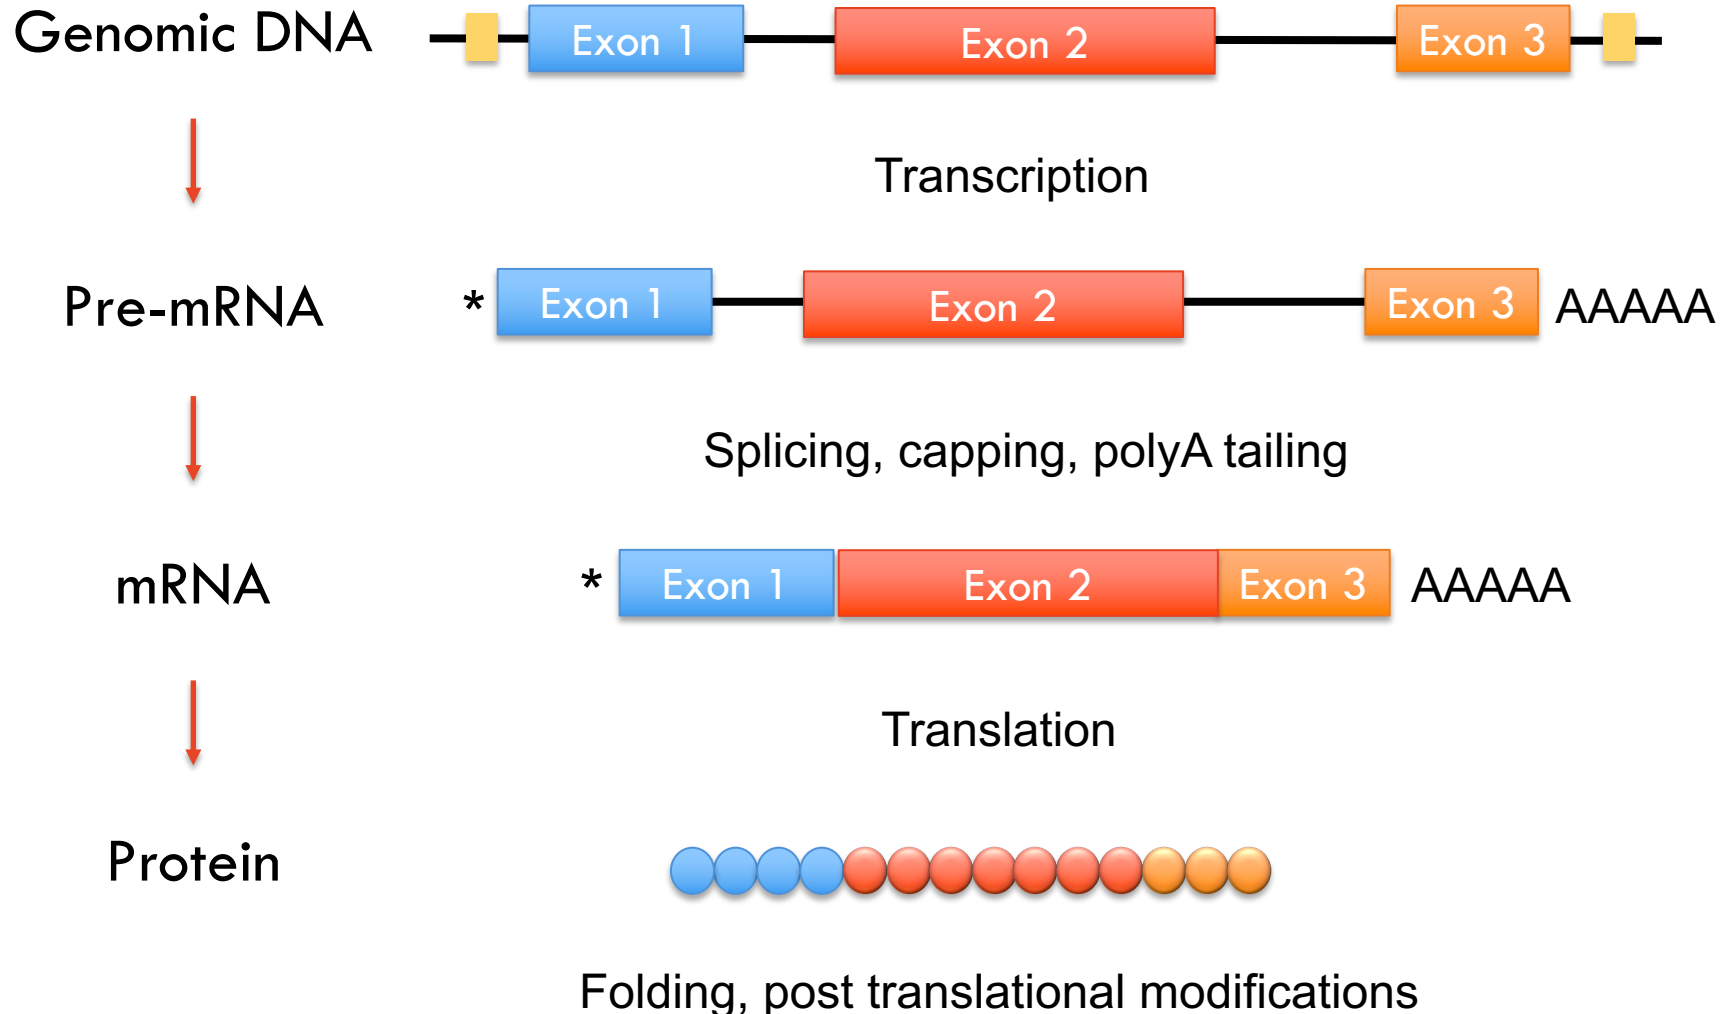 Genomic DNA Exon 1 Exon 2 Exon 3
Transcription
Pre-mRNA * Exon 1 Exon 2 Exon 3 AAAAA
Splicing, capping, polyA tailing
mRNA * Exon 1 Exon 2 Exon 3 AAAAA
Translation
Protein
Folding, post translational modifications